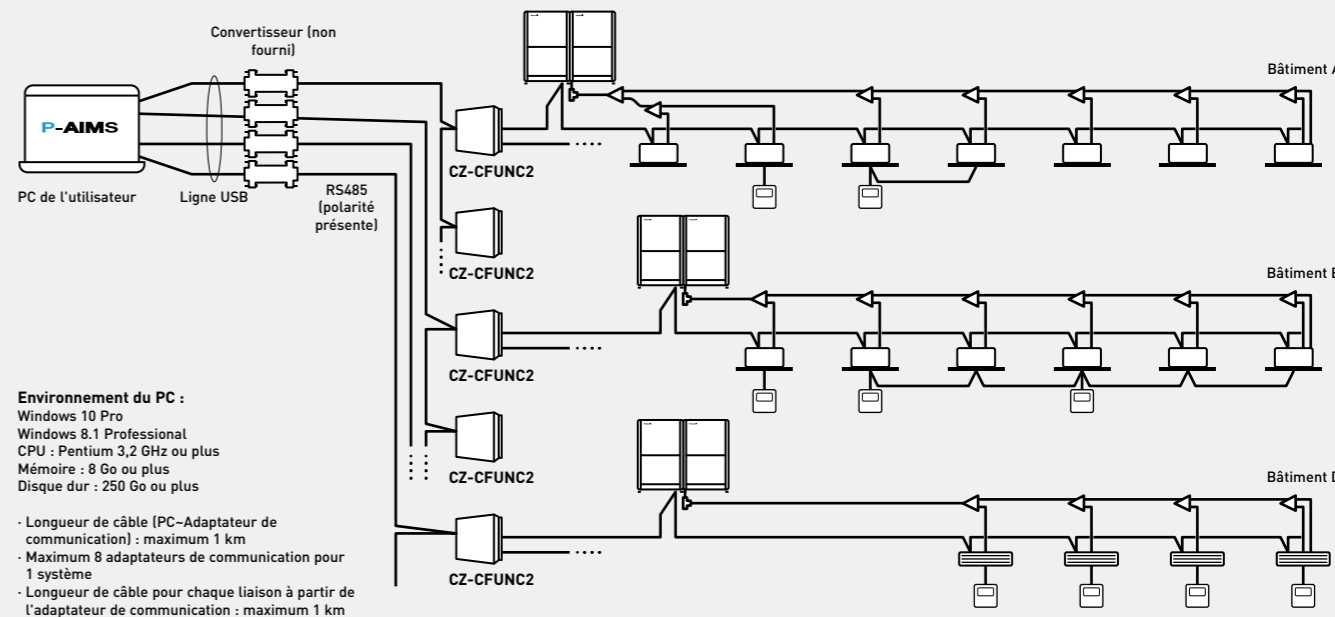 Convertisseur (non
fourni)
Bâtiment A
P-AIMS
CZ-CFUNC2
PC de l'utilisateur
Ligne USB
RS485
(polarité
présente)
CZ-CFUNC2
Bâtiment B
CZ-CFUNC2
Environnement du PC :
Windows 10 Pro
Windows 8.1 Professional
CPU : Pentium 3,2 GHz ou plus
Mémoire : 8 Go ou plus
Disque dur : 250 Go ou plus
CZ-CFUNC2
Bâtiment D
· Longueur de câble (PC~Adaptateur de
communication) : maximum 1 km
· Maximum 8 adaptateurs de communication pour
1 système
· Longueur de câble pour chaque liaison à partir de
l'adaptateur de communication : maximum 1 km
CZ-CFUNC2